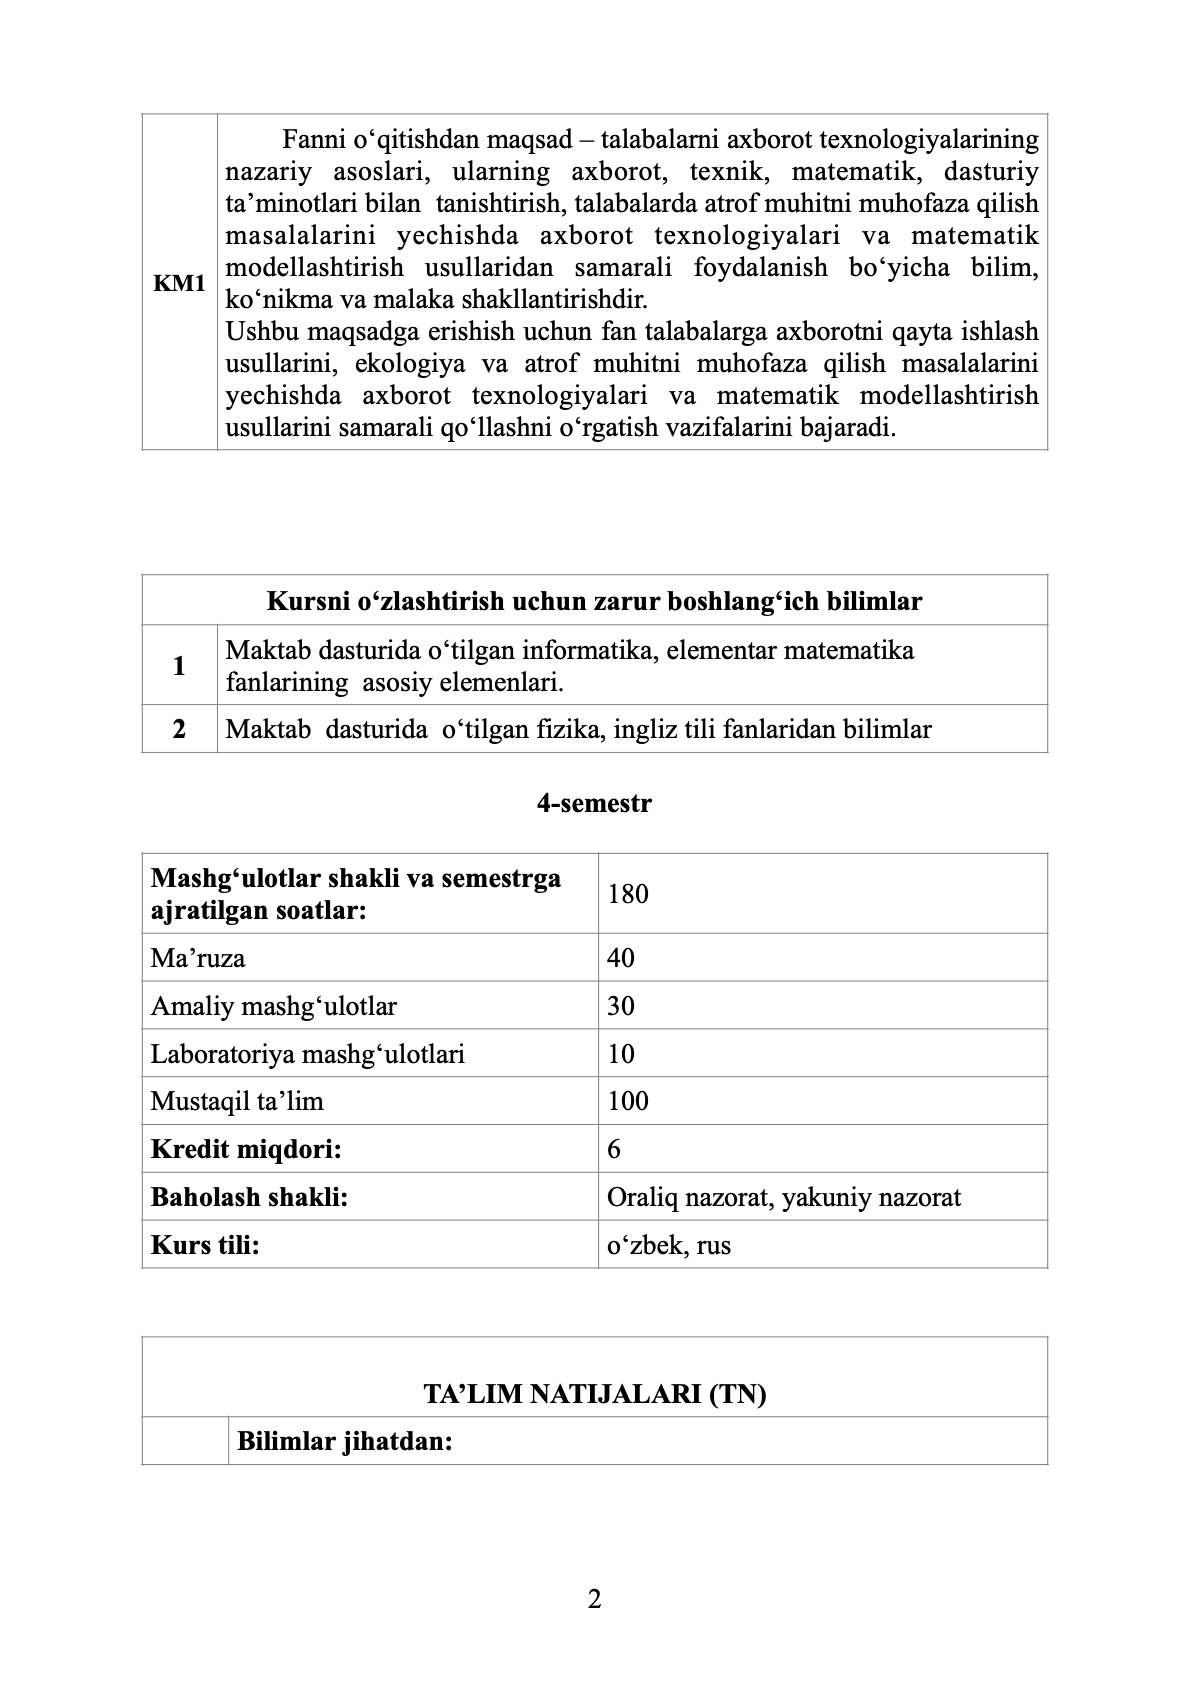 Fanni o‘qitishdan maqsad – talabalarni axborot texnologiyalarining
nazariy asoslari, ularning axborot, texnik, matematik, dasturiy
ta’minotlari bilan tanishtirish, talabalarda atrof muhitni muhofaza qilish
masalalarini yechishda axborot texnologiyalari va matematik
modellashtirish usullaridan samarali foydalanish bo‘yicha bilim,
KM1
ko‘nikma va malaka shakllantirishdir.
Ushbu maqsadga erishish uchun fan talabalarga axborotni qayta ishlash
usullarini, ekologiya va atrof muhitni muhofaza qilish masalalarini
yechishda axborot texnologiyalari va matematik modellashtirish
usullarini samarali qo‘llashni o‘rgatish vazifalarini bajaradi.
Kursni o‘zlashtirish uchun zarur boshlang‘ich bilimlar
1 Maktab dasturida o‘tilgan informatika, elementar matematika
fanlarining asosiy elemenlari.
2 Maktab dasturida o‘tilgan fizika, ingliz tili fanlaridan bilimlar
4-semestr
Mashg‘ulotlar shakli va semestrga
ajratilgan soatlar: 180
Ma’ruza 40
Amaliy mashg‘ulotlar 30
Laboratoriya mashg‘ulotlari 10
Mustaqil ta’lim 100
Kredit miqdori: 6
Baholash shakli: Oraliq nazorat, yakuniy nazorat
Kurs tili: o‘zbek, rus
TA’LIM NATIJALARI (TN)
Bilimlar jihatdan:
2